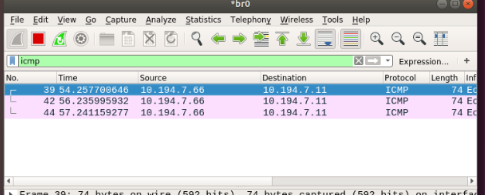 *br0
File Edit View Go Capture Analyze Statistics Telephony Wireless Tools Help
icmp Expression... +
No. Time Source Destination Protocol Length Inf
39 54.257700646 10.194.7.66 10.194.7.11 ICMP 74 Ec
42 56.235995932 10.194.7.66 10.194.7.11 ICMP 74 Ec
44 57.241159277 10.194.7.66 10.194.7.11 ICMP 74 Ec
Frame 39: 74 bytes on wire (592 bits), 74 bytes captured (592 bits) on interfac